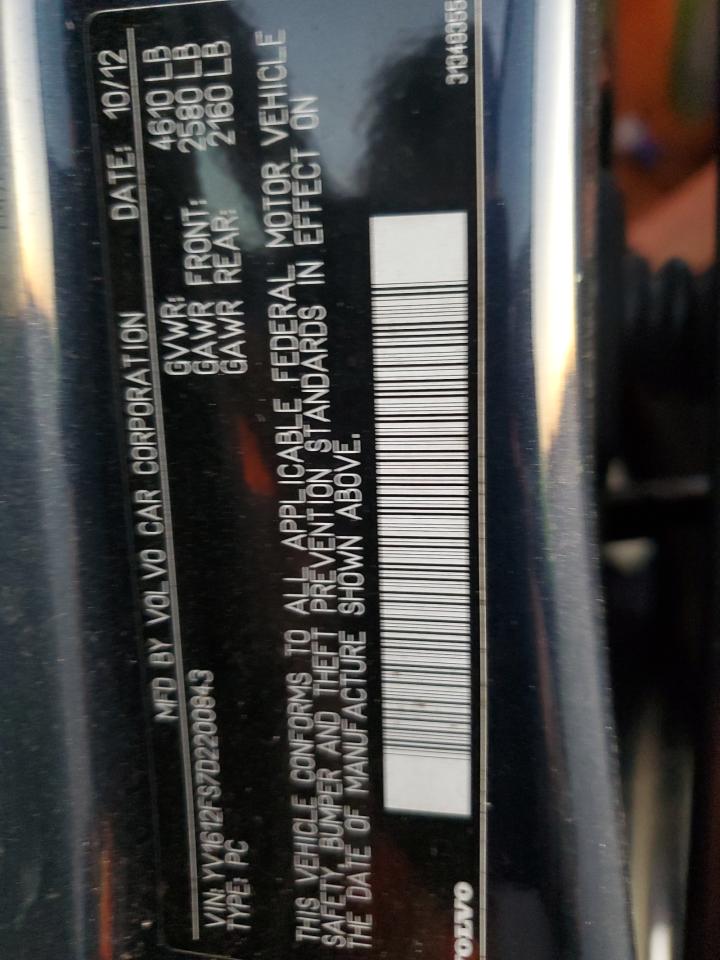 MFD BY VOLVO CAR CORPORATION DATE: 10/12
VIN: YV1612FS7D2200843 GVWR: 4610 LB
TYPE: PC GAWR FRONT: 2580 LB
GAWR REAR: 2160 LB
THIS VEHICLE CONFORMS TO ALL APPLICABLE FEDERAL MOTOR VEHICLE
SAFETY, BUMPER AND THEFT PREVENTION STANDARDS IN EFFECT ON
THE DATE OF MANUFACTURE SHOWN ABOVE.
VOLVO 31348355